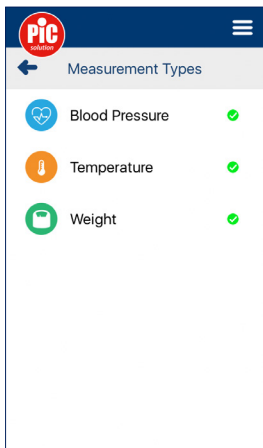 PiC
solution
Measurement Types
Blood Pressure
Temperature
Weight